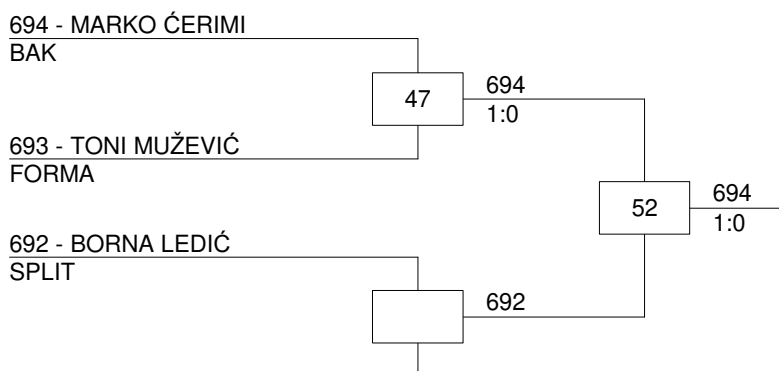 694 - MARKO ĆERIMI
BAK
47
694
1:0
693 - TONI MUŽEVIĆ
FORMA
52
694
1:0
692 - BORNA LEDIĆ
SPLIT
692